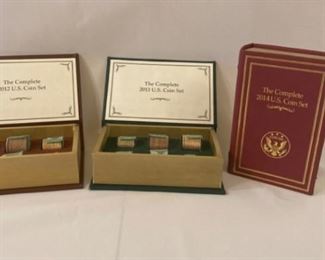 The Complete
2012 U.S. Coin Set
The Complete
2013 U.S. Coin Set
The Complete
2014 U.S. Coin Set